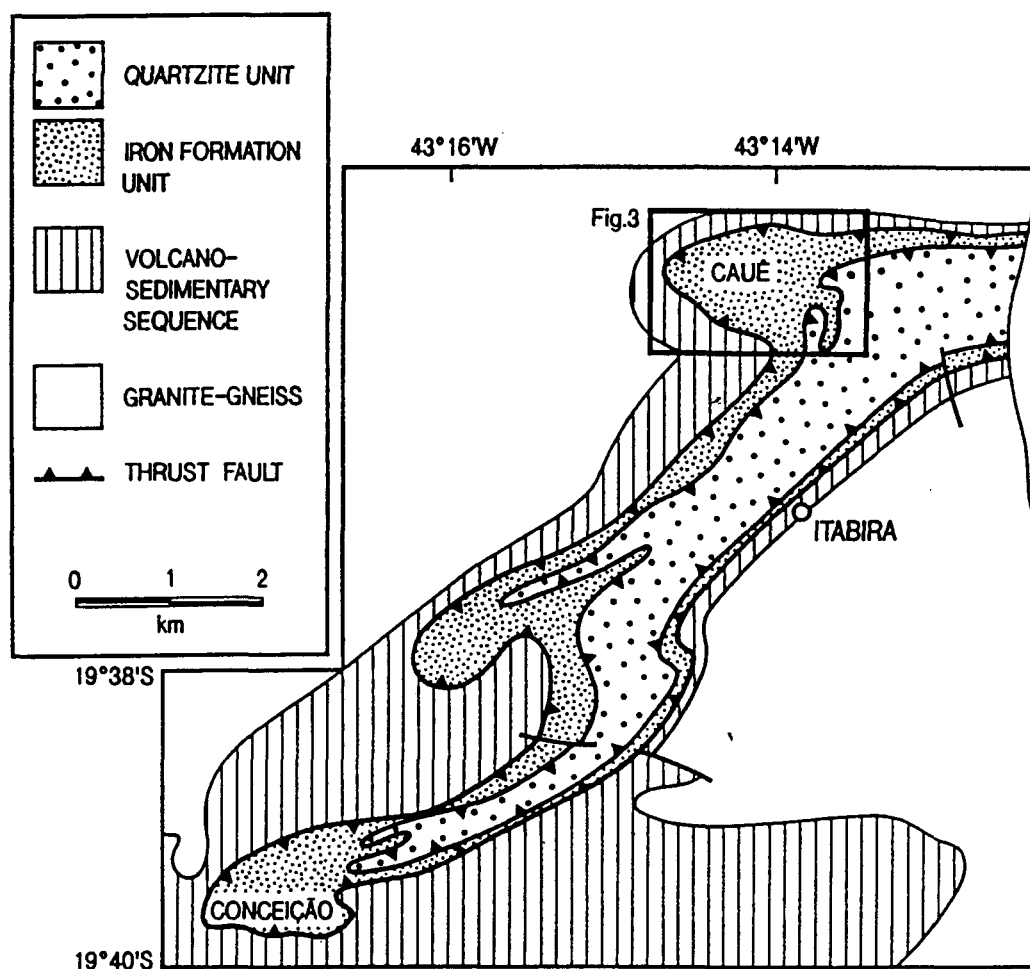 QUARTZITE UNIT
IRON FORMATION
UNIT
VOLCANO-
SEDIMENTARY
SEQUENCE
GRANITE-GNEISS
THRUST FAULT
0 1 2
km
43°16'W 43°14'W
Fig.3
CAUÊ
ITABIRA
19°38'S
CONCEIÇÃO
19°40'S